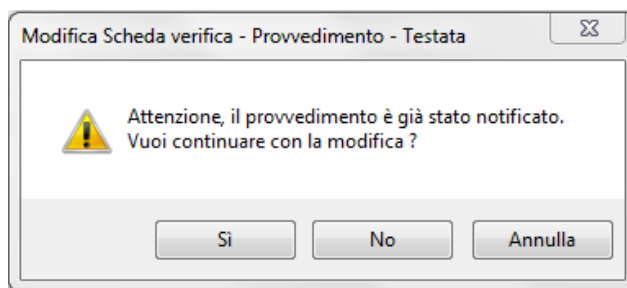 Modifica Scheda verifica - Provvedimento - Testata
Attenzione, il provvedimento è già stato notificato.
Vuoi continuare con la modifica ?
Sì
No
Annulla